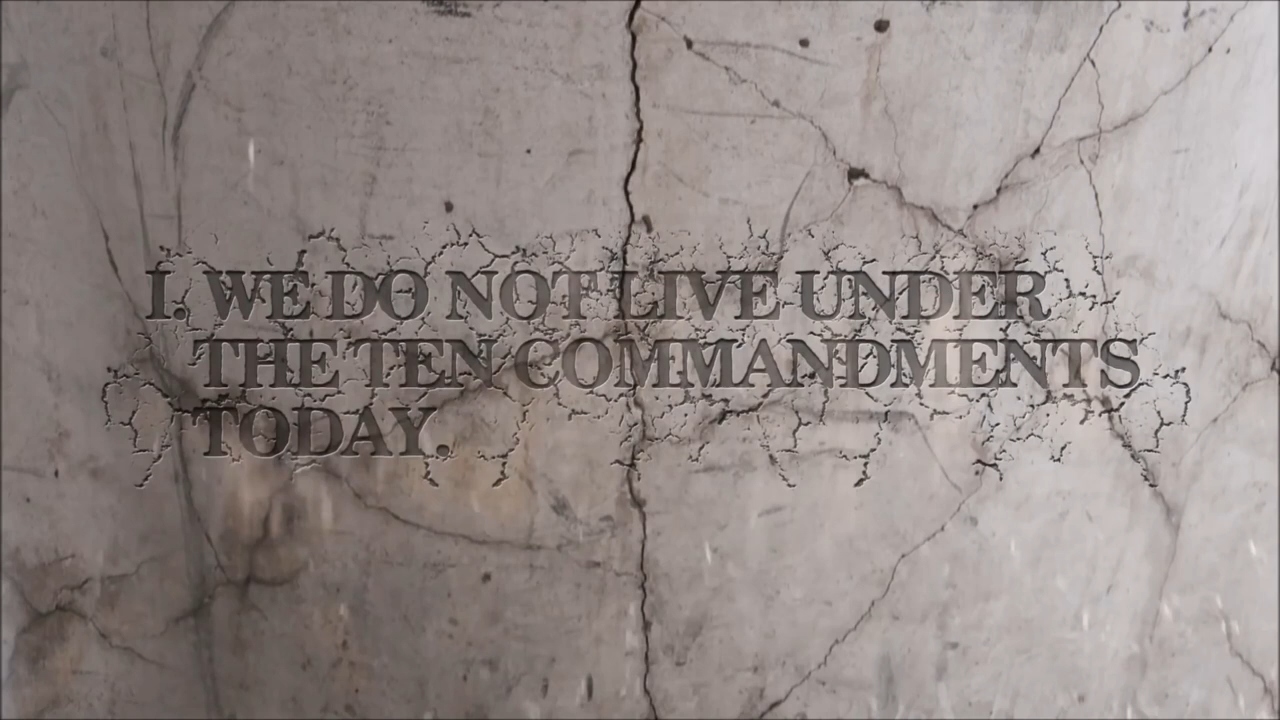 I. WE DO NOT LIVE UNDER
THE TEN COMMANDMENTS
TODAY.